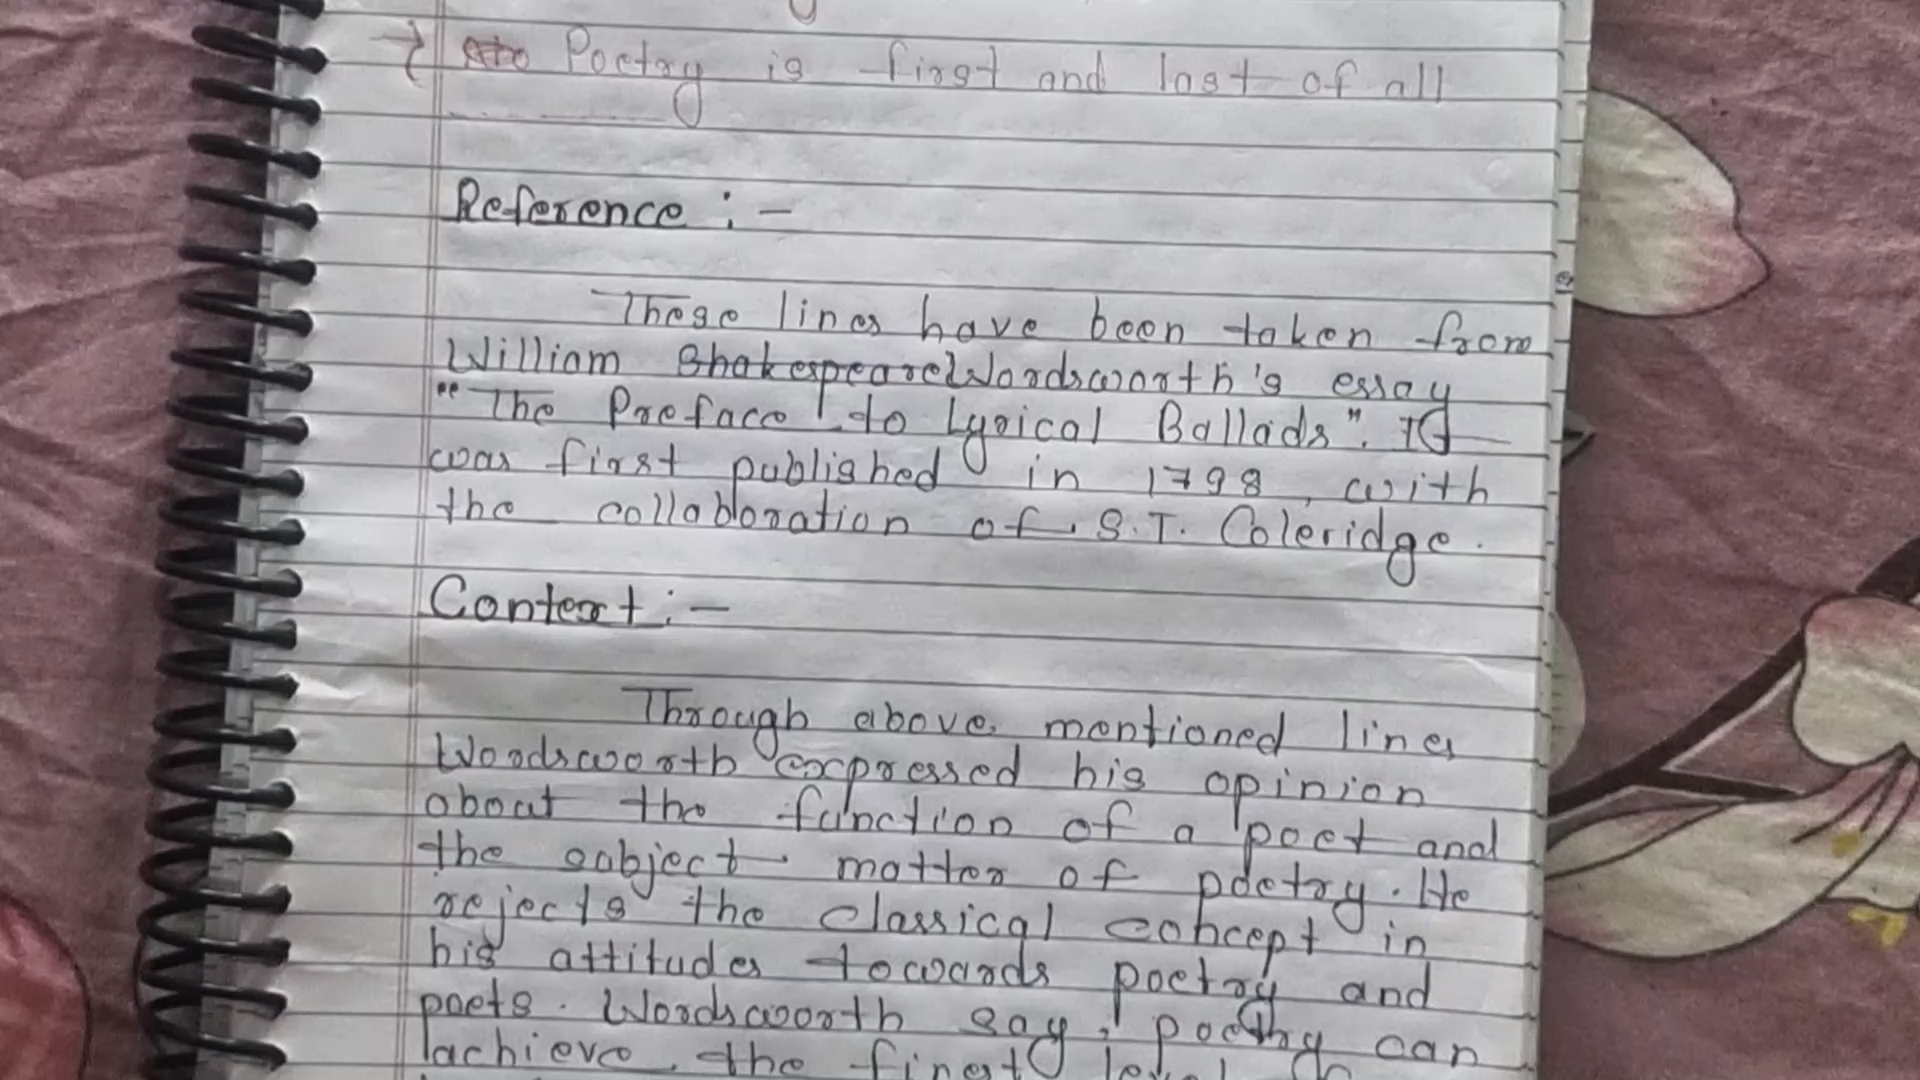 Poetry is first and last of all
Reference :-
These lines have been taken from
William Shakespeare Wordsworth's essay
"The Preface to Lyrical Ballads". It
was first published in 1798, with
the collaboration of S.T. Coleridge.
Context :-
Through above mentioned lines
Wordsworth expressed his opinion
about the function of a poet and
the subject matter of poetry. He
rejects the classical concept in
his attitudes towards poetry and
poets. Wordsworth say, poetry can
achieve the finest level